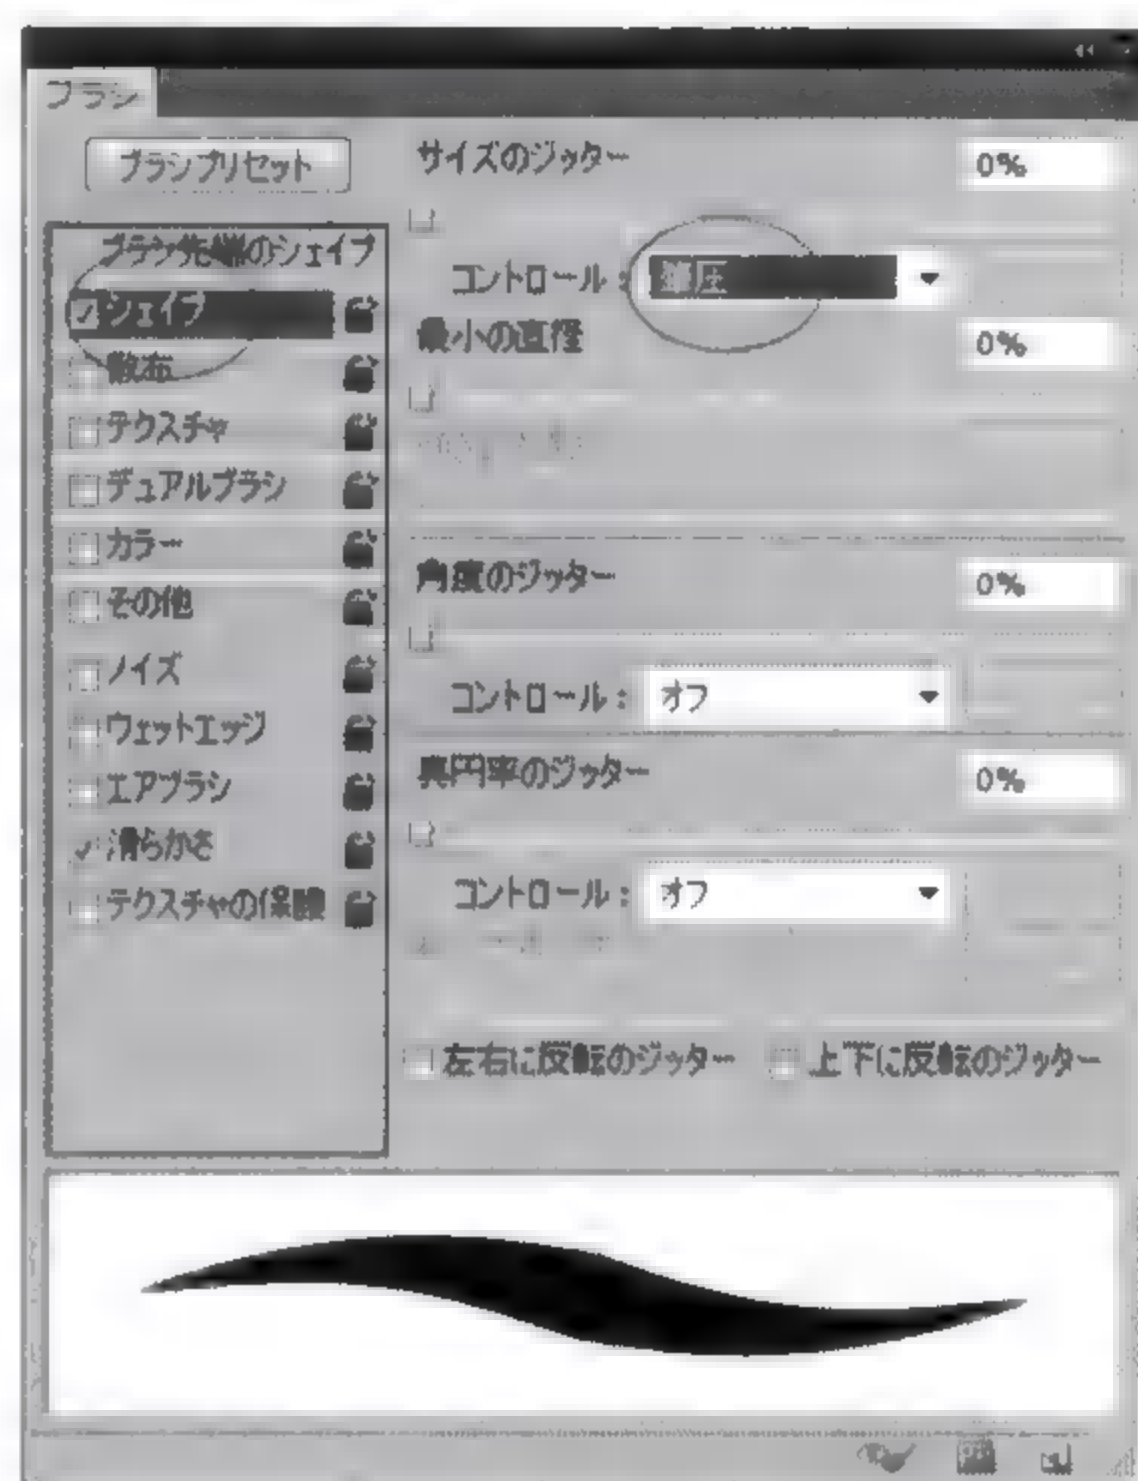 ブラシ
ブラシプリセット
ブラシ先端のシェイプ
シェイプ
散布
テクスチャ
デュアルブラシ
カラー
その他
ノイズ
ウェットエッジ
エアブラシ
滑らかさ
テクスチャの保護
サイズのジッター 0%
コントロール: 筆圧
最小の直径 0%
角度のジッター 0%
コントロール: オフ
真円率のジッター 0%
コントロール: オフ
左右に反転のジッター 上下に反転のジッター